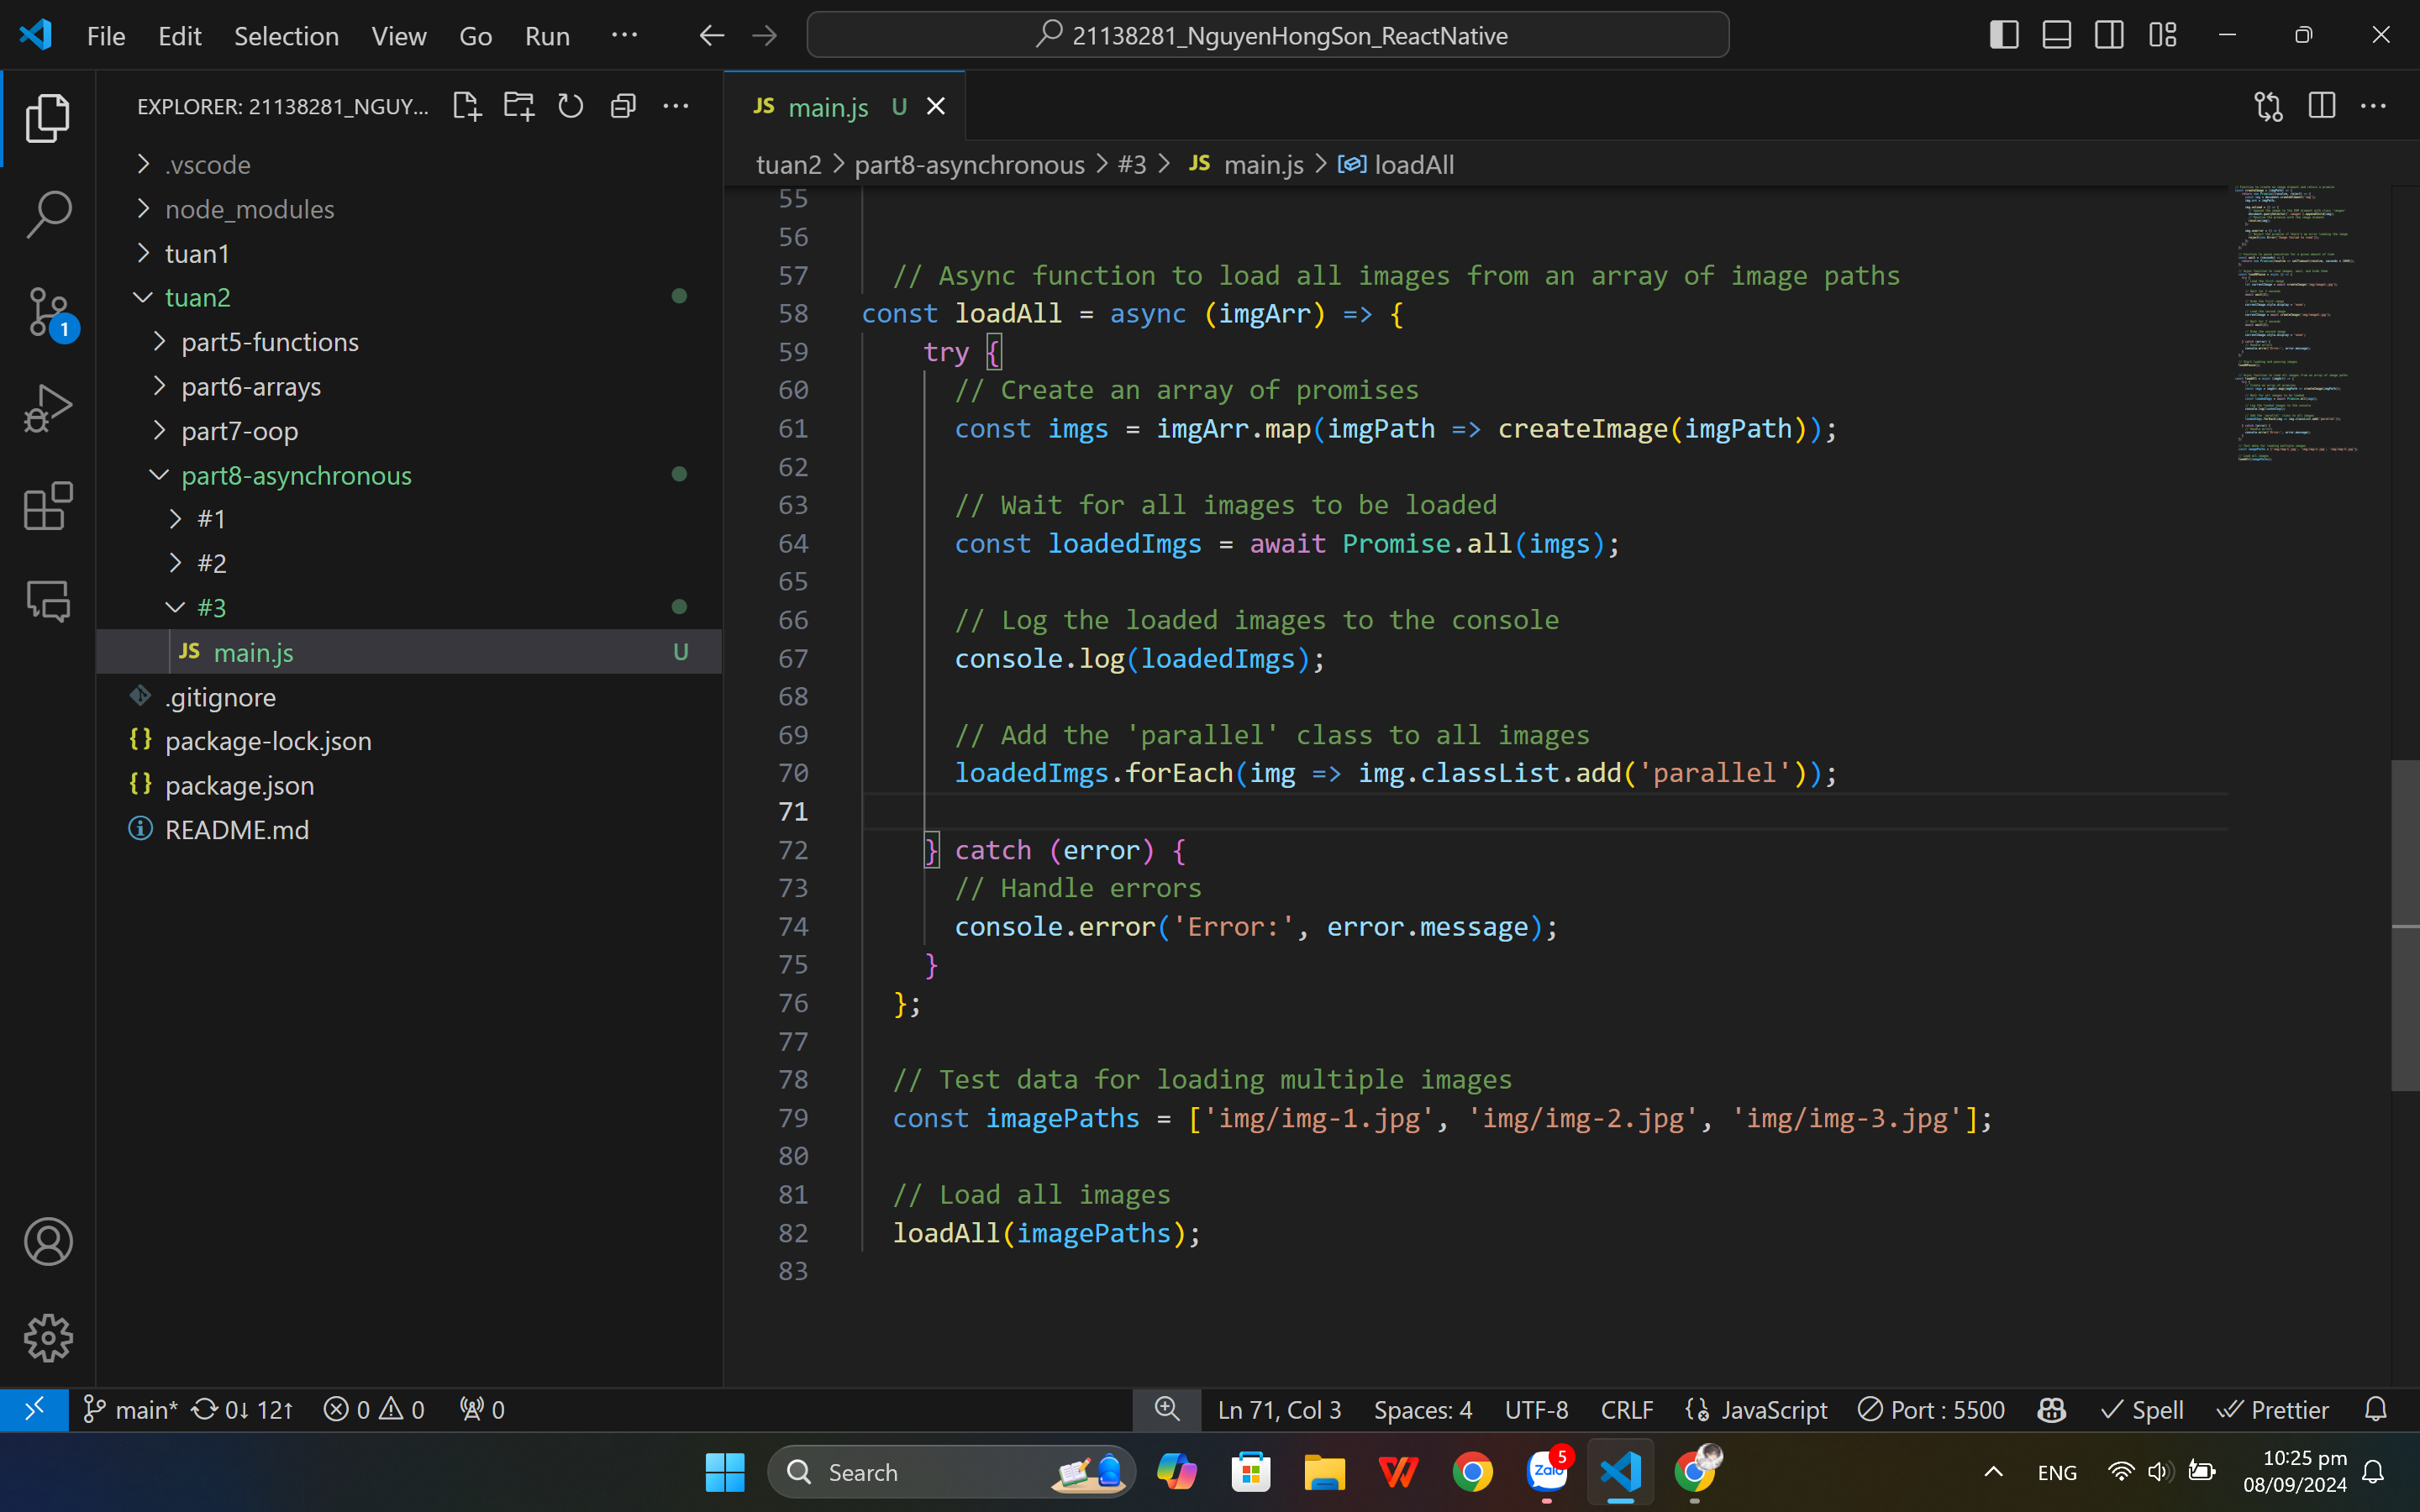 File Edit Selection View Go Run ··· 21138281_NguyenHongSon_ReactNative
EXPLORER: 21138281_NGUY...
.vscode
node_modules
tuan1
tuan2
part5-functions
part6-arrays
part7-oop
part8-asynchronous
#1
#2
#3
JS main.js U
.gitignore
{} package-lock.json
{} package.json
README.md
1
JS main.js U
tuan2 > part8-asynchronous > #3 > JS main.js > loadAll
55
56
57 // Async function to load all images from an array of image paths
58 const loadAll = async (imgArr) => {
59 try {
60 // Create an array of promises
61 const imgs = imgArr.map(imgPath => createImage(imgPath));
62
63 // Wait for all images to be loaded
64 const loadedImgs = await Promise.all(imgs);
65
66 // Log the loaded images to the console
67 console.log(loadedImgs);
68
69 // Add the 'parallel' class to all images
70 loadedImgs.forEach(img => img.classList.add('parallel'));
71
72 } catch (error) {
73 // Handle errors
74 console.error('Error:', error.message);
75 }
76 };
77
78 // Test data for loading multiple images
79 const imagePaths = ['img/img-1.jpg', 'img/img-2.jpg', 'img/img-3.jpg'];
80
81 // Load all images
82 loadAll(imagePaths);
83
main* 0↓ 12↑ 0 0 0 Ln 71, Col 3 Spaces: 4 UTF-8 CRLF {} JavaScript Port : 5500 Spell Prettier
Search Zalo 5 ENG 10:25 pm
08/09/2024